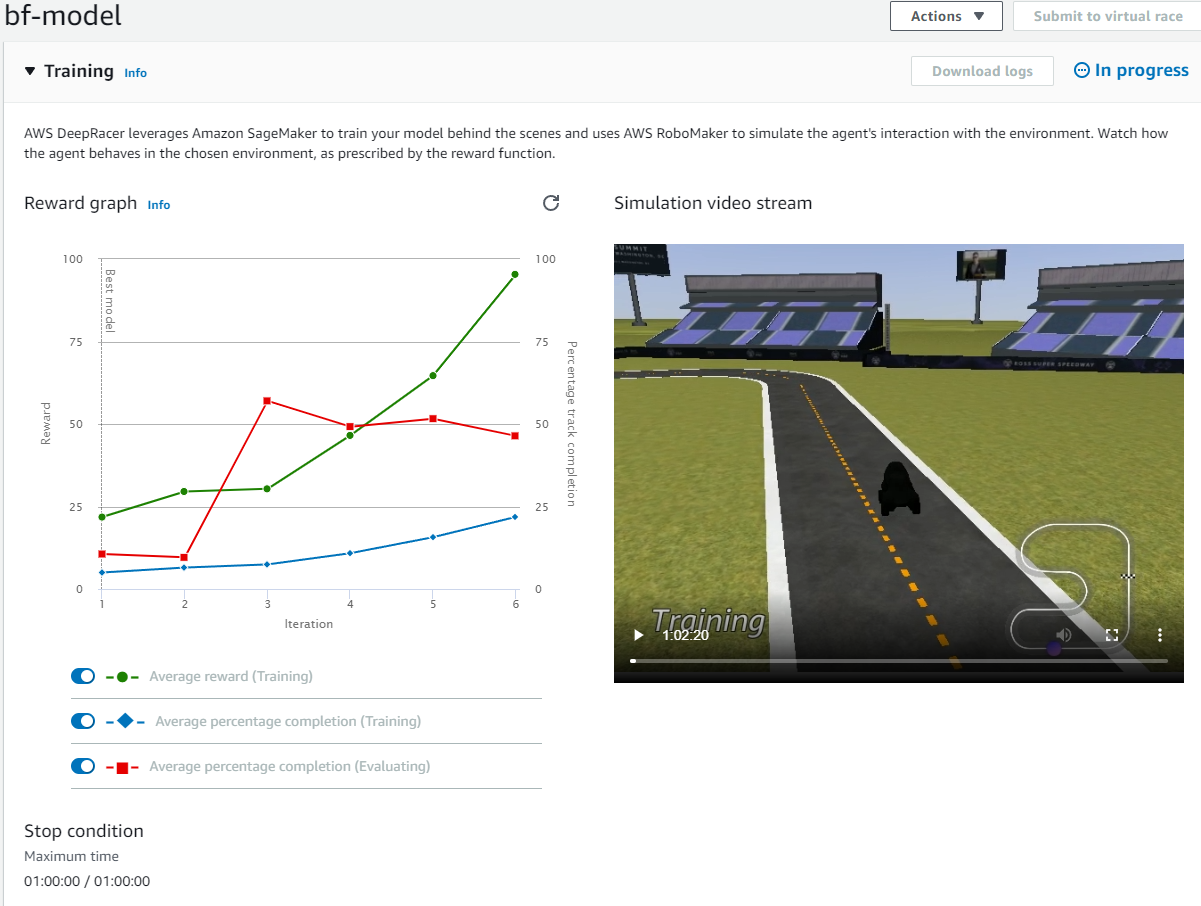 bf-model
Actions
Submit to virtual race
Training Info
Download logs
In progress
AWS DeepRacer leverages Amazon SageMaker to train your model behind the scenes and uses AWS RoboMaker to simulate the agent's interaction with the environment. Watch how
the agent behaves in the chosen environment, as prescribed by the reward function.
Reward graph Info
100
75
50
25
0
Reward
Best model
100
75
50
25
0
Percentage track completion
1 2 3 4 5 6
Iteration
Average reward (Training)
Average percentage completion (Training)
Average percentage completion (Evaluating)
Simulation video stream
SUMMIT
WASHINGTON,
ROSS SUPER SPEEDWAY
Training
1:02:20
Stop condition
Maximum time
01:00:00 / 01:00:00